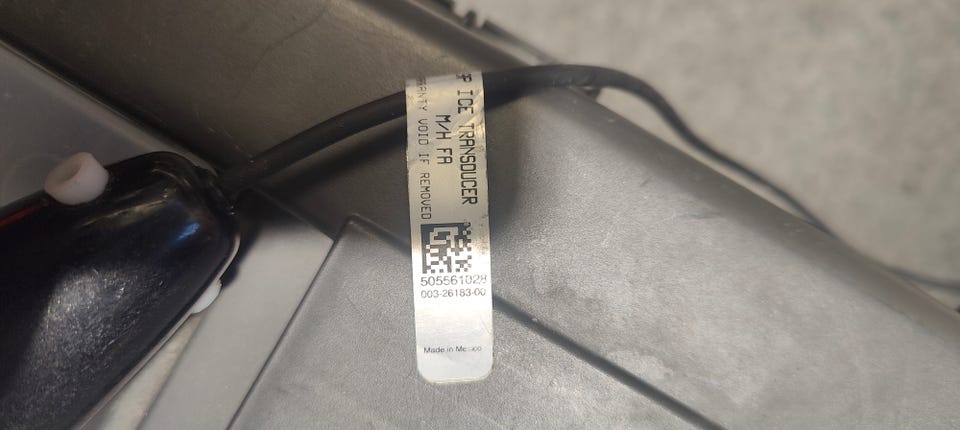 ICE TRANSDUCER
M/H FA
VOID IF REMOVED
505561028
003-26183-00
Made in Mexico